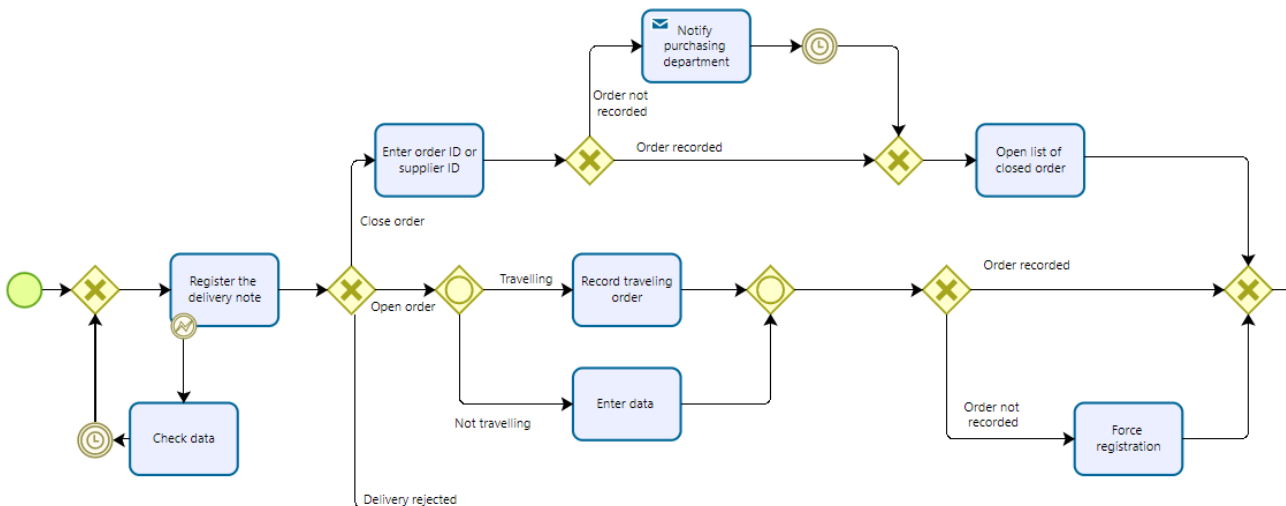 Notify
purchasing
department
Order not
recorded
Enter order ID or
supplier ID
Order recorded
Open list of
closed order
Close order
Register the
delivery note
Open order
Travelling
Record traveling
order
Order recorded
Not travelling
Enter data
Order not
recorded
Force
registration
Check data
Delivery rejected